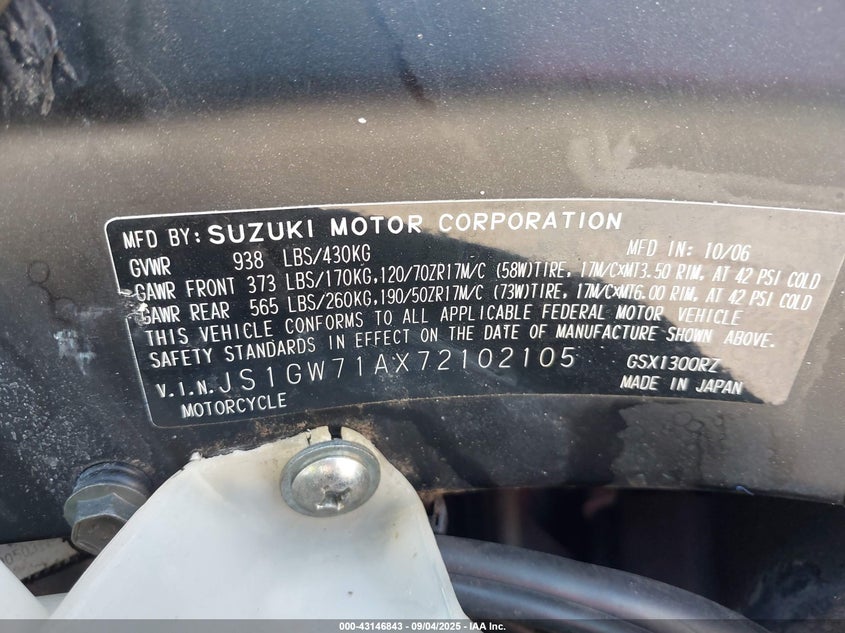 MFD BY: SUZUKI MOTOR CORPORATION
GVWR 938 LBS/430KG MFD IN: 10/06
GAWR FRONT 373 LBS/170KG,120/70ZR17M/C (58W)TIRE, 17M/C×MT3.50 RIM, AT 42 PSI COLD
GAWR REAR 565 LBS/260KG,190/50ZR17M/C (73W)TIRE, 17M/C×MT6.00 RIM, AT 42 PSI COLD
THIS VEHICLE CONFORMS TO ALL APPLICABLE FEDERAL MOTOR VEHICLE
SAFETY STANDARDS IN EFFECT ON THE DATE OF MANUFACTURE SHOWN ABOVE.
V.I.N. JS1GW71AX72102105 GSX1300RZ
MOTORCYCLE MADE IN JAPAN
000-43146843 - 09/04/2025 - IAA Inc.